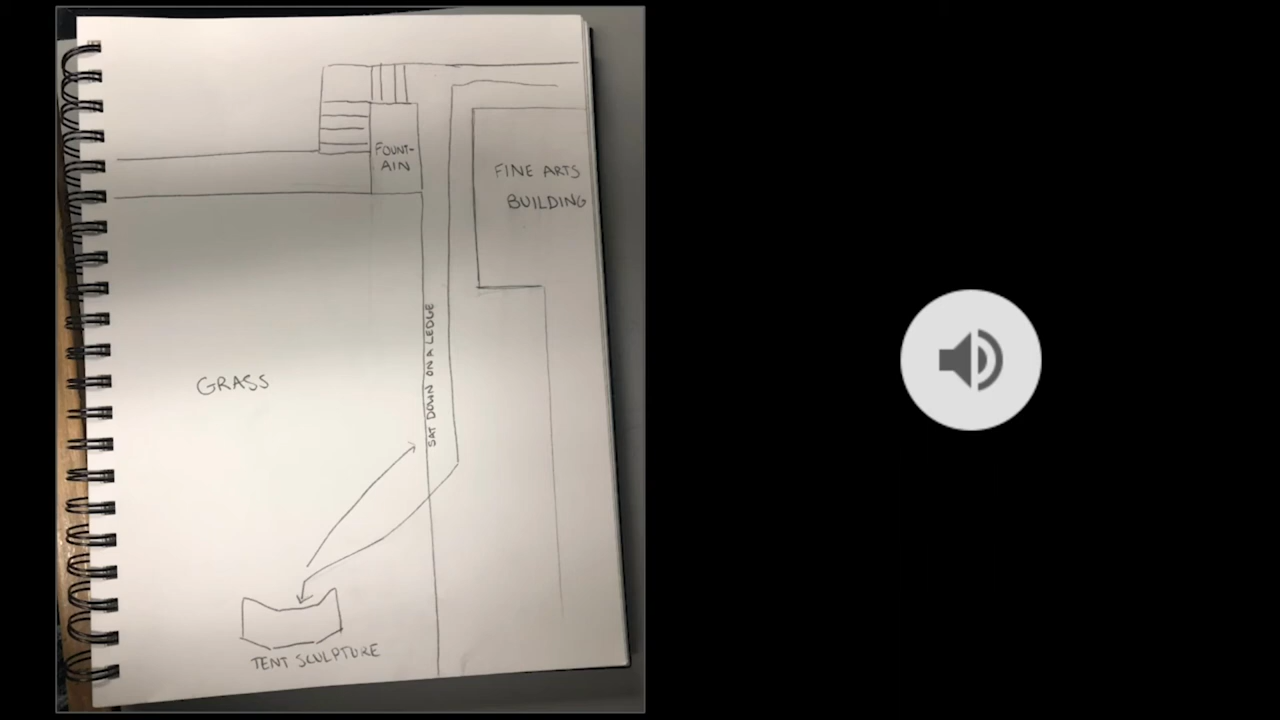 FOUNT-
AIN
FINE ARTS
BUILDING
SAT DOWN ON A LEDGE
GRASS
TENT SCULPTURE